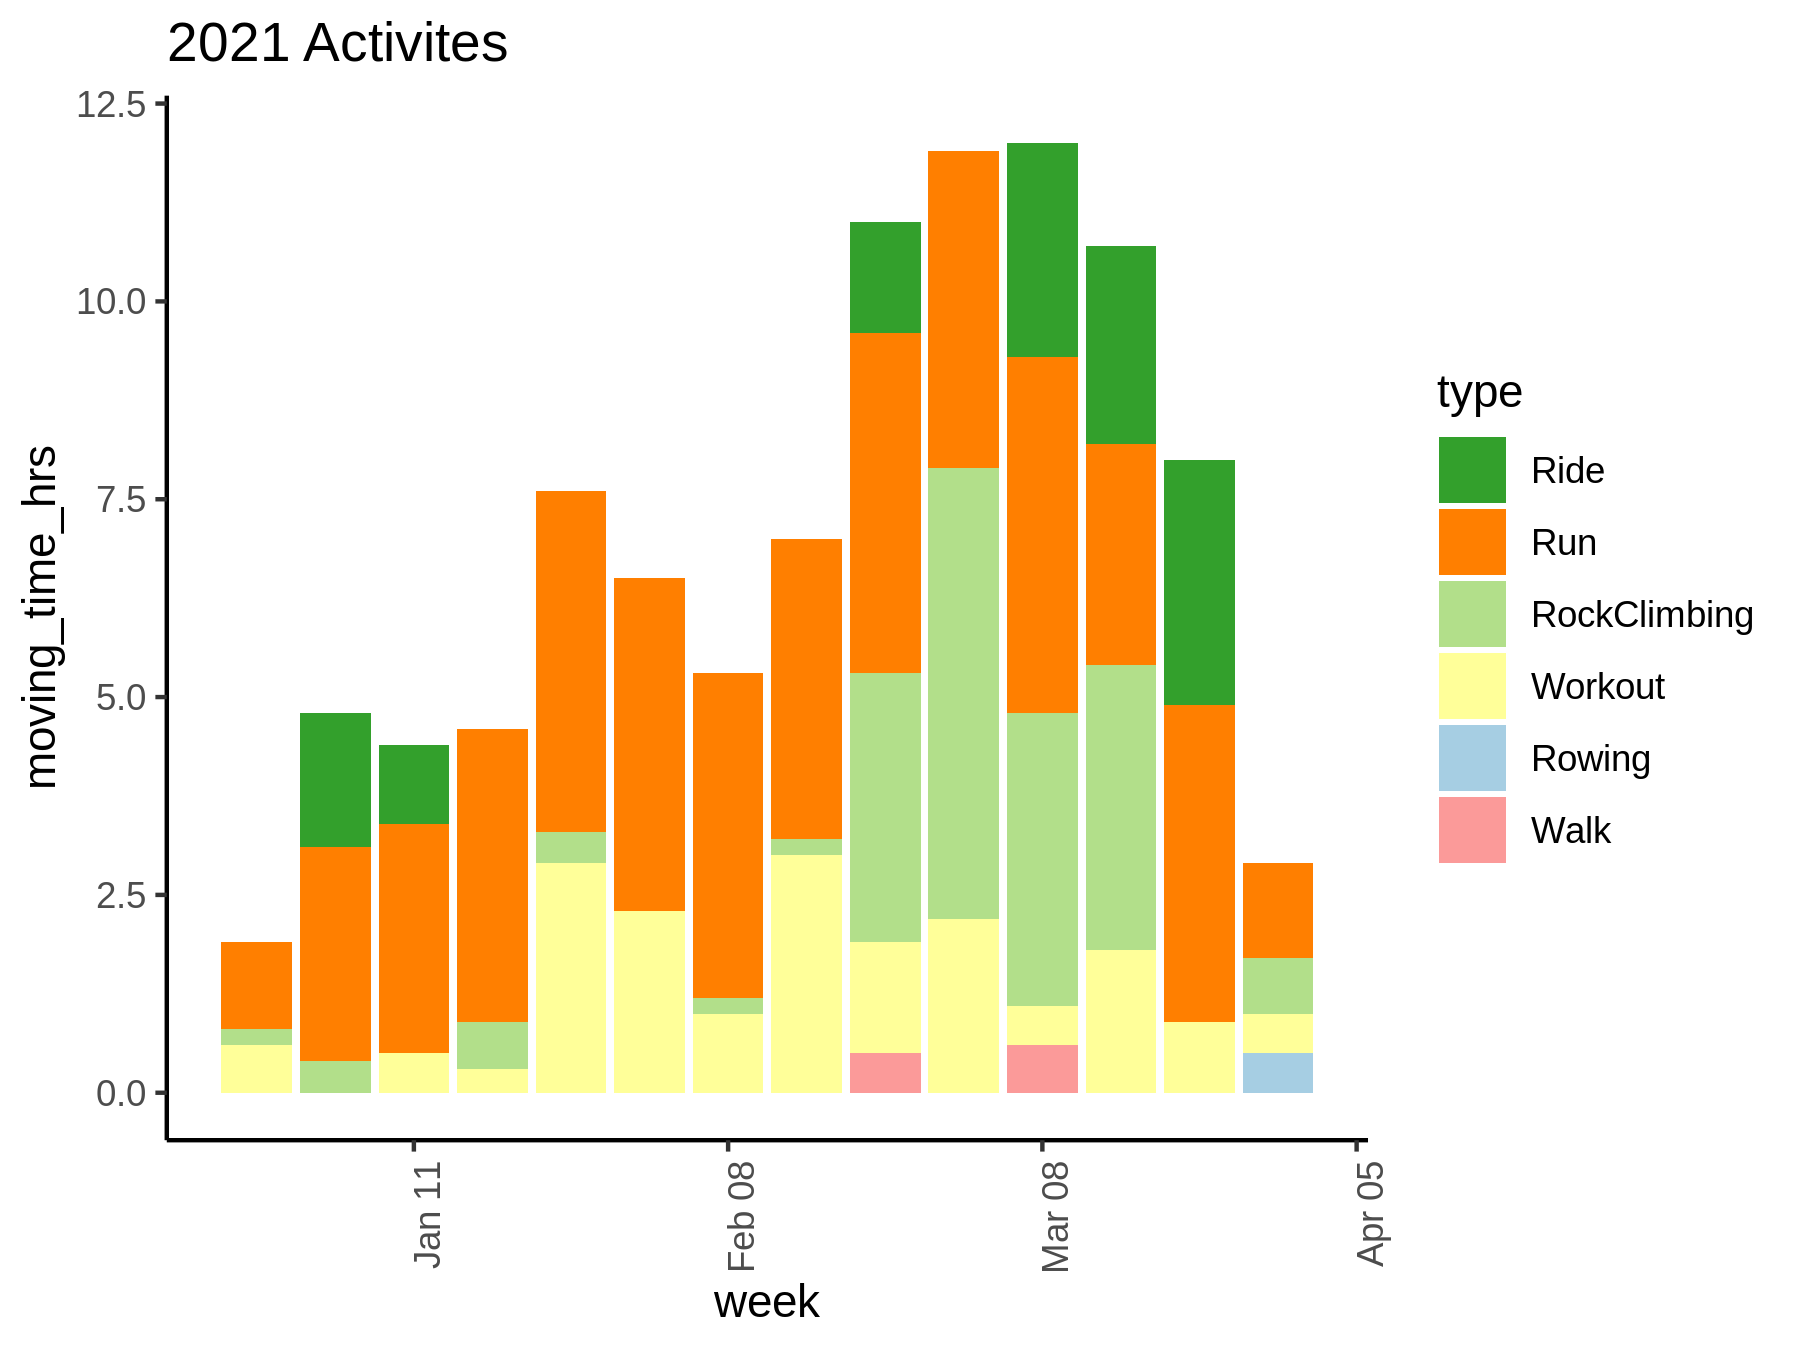 2021 Activites
12.5
10.0
7.5
5.0
2.5
0.0
moving_time_hrs
Jan 11
Feb 08
Mar 08
Apr 05
week
type
Ride
Run
RockClimbing
Workout
Rowing
Walk